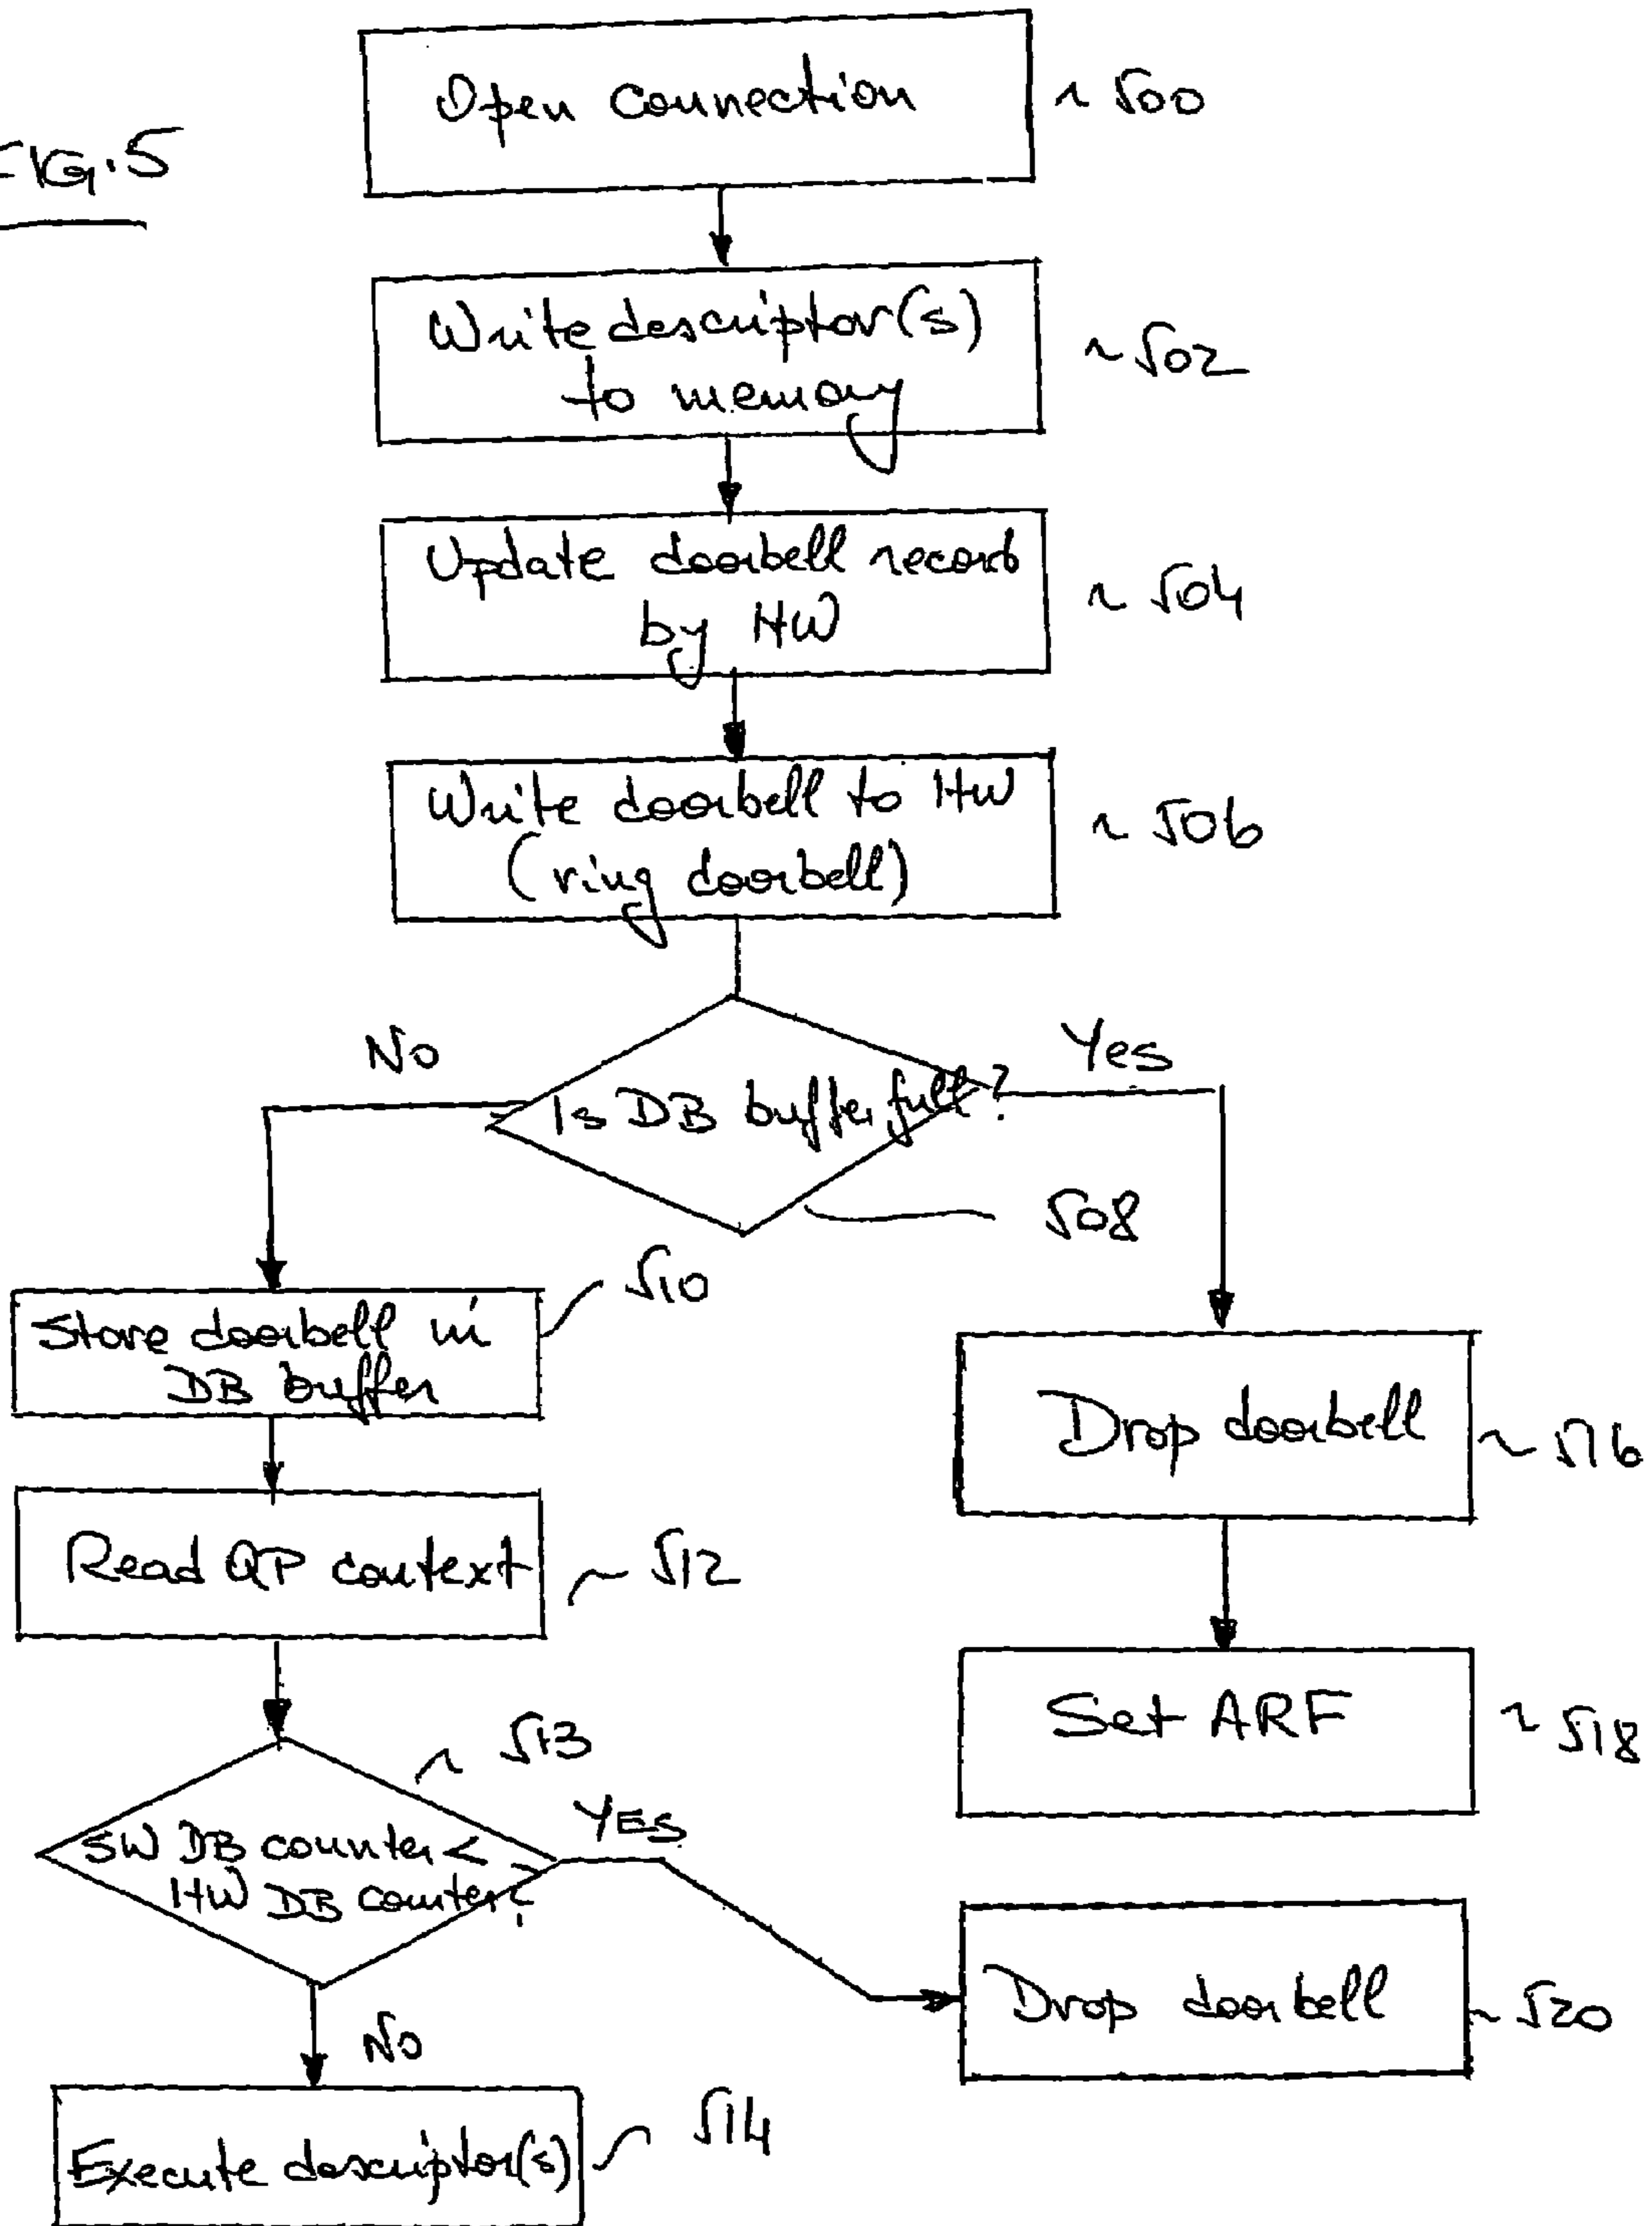 FIG.5
Open connection
~ 500
Write descriptor(s)
to memory
~ 502
Update doorbell record
by HW
~ 504
Write doorbell to HW
(ring doorbell)
~ 506
No
Yes
Is DB buffer full?
508
510
Store doorbell in
DB buffer
Drop doorbell
~ 516
Read QP context
~ 512
Set ARF
~ 518
~ 513
YES
SW DB counter <
HW DB counter?
Drop doorbell
~ 520
No
Execute descriptor(s)
514